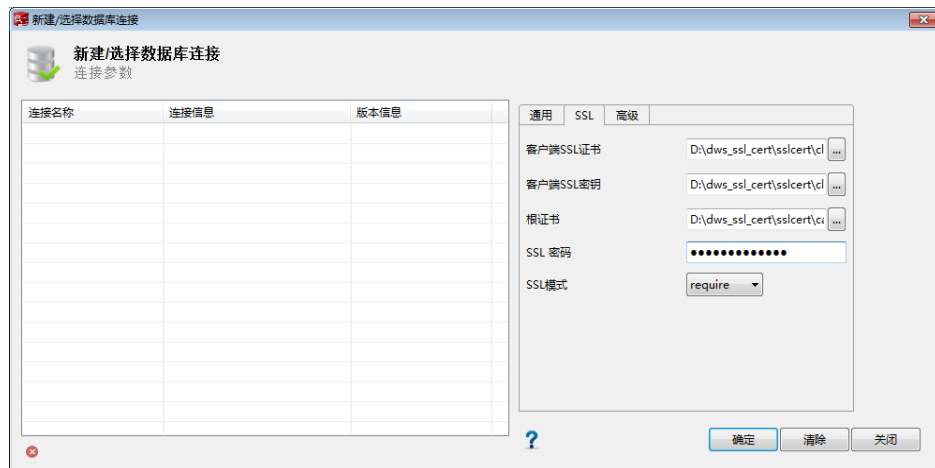 新建/选择数据库连接
新建/选择数据库连接
连接参数
连接名称 连接信息 版本信息
通用 SSL 高级
客户端SSL证书 D:\dws_ssl_cert\sslcert\cl ...
客户端SSL密钥 D:\dws_ssl_cert\sslcert\cl ...
根证书 D:\dws_ssl_cert\sslcert\ca ...
SSL 密码 ●●●●●●●●●●●●●
SSL模式 require
? 确定 清除 关闭